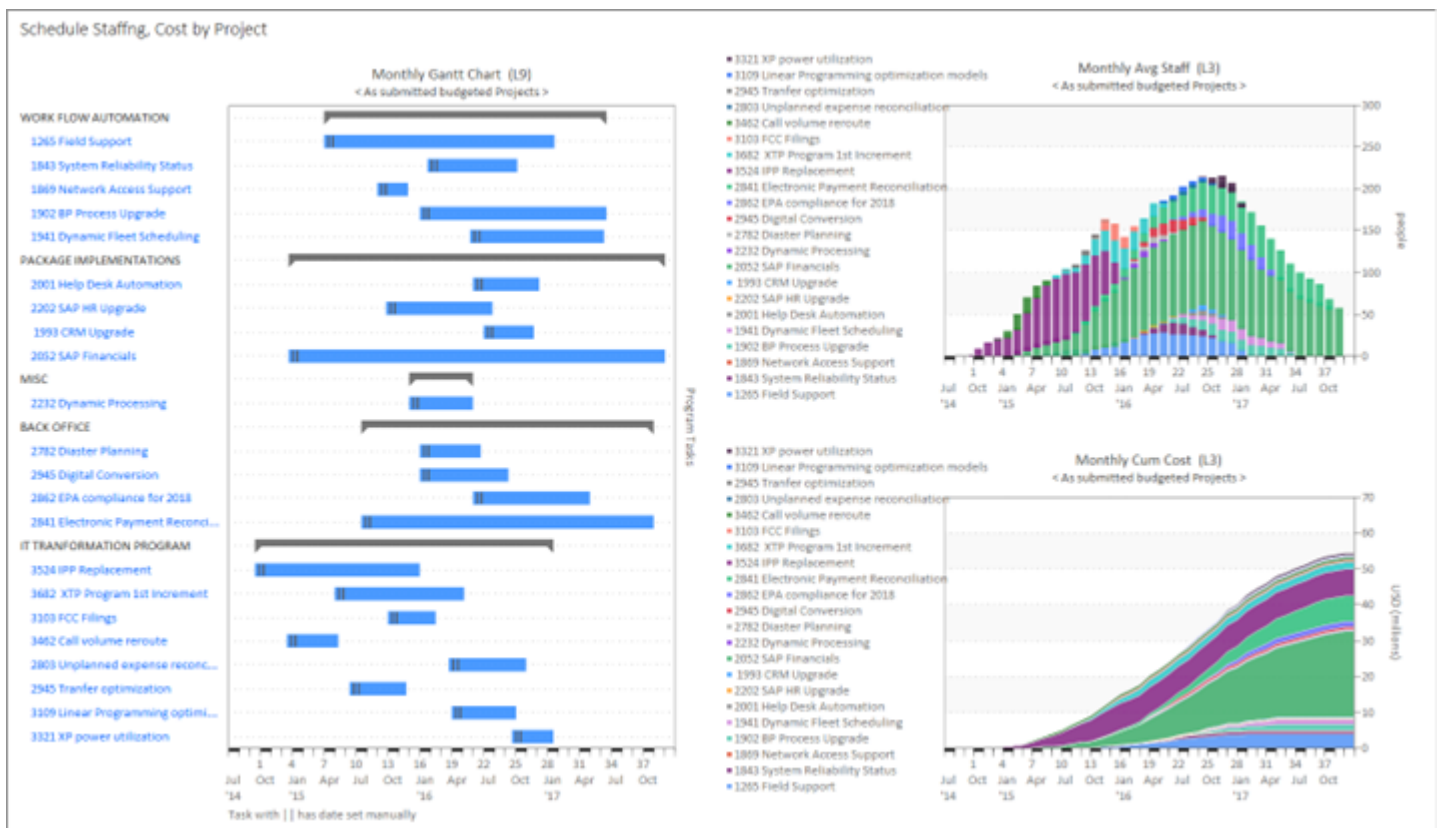 Schedule Staffng, Cost by Project
Monthly Gantt Chart (L9)
< As submitted budgeted Projects >
WORK FLOW AUTOMATION
1265 Field Support
1843 System Reliability Status
1869 Network Access Support
1902 BP Process Upgrade
1941 Dynamic Fleet Scheduling
PACKAGE IMPLEMENTATIONS
2001 Help Desk Automation
2202 SAP HR Upgrade
1993 CRM Upgrade
2052 SAP Financials
MISC
2232 Dynamic Processing
BACK OFFICE
2782 Diaster Planning
2945 Digital Conversion
2862 EPA compliance for 2018
2841 Electronic Payment Reconci...
IT TRANFORMATION PROGRAM
3524 IPP Replacement
3682 XTP Program 1st Increment
3103 FCC Filings
3462 Call volume reroute
2803 Unplanned expense reconc...
2945 Tranfer optimization
3109 Linear Programming optimi...
3321 XP power utilization
1 4 7 10 13 16 19 22 25 28 31 34 37
Jul Oct Jan Apr Jul Oct Jan Apr Jul Oct Jan Apr Jul Oct
'14 '15 '16 '17
Task with || has date set manually
Program Tasks
3321 XP power utilization
3109 Linear Programming optimization models
2945 Tranfer optimization
2803 Unplanned expense reconciliation
3462 Call volume reroute
3103 FCC Filings
3682 XTP Program 1st Increment
3524 IPP Replacement
2841 Electronic Payment Reconciliation
2862 EPA compliance for 2018
2945 Digital Conversion
2782 Diaster Planning
2232 Dynamic Processing
2052 SAP Financials
1993 CRM Upgrade
2202 SAP HR Upgrade
2001 Help Desk Automation
1941 Dynamic Fleet Scheduling
1902 BP Process Upgrade
1869 Network Access Support
1843 System Reliability Status
1265 Field Support
Monthly Avg Staff (L3)
< As submitted budgeted Projects >
300
250
200
150
100
50
0
people
1 4 7 10 13 16 19 22 25 28 31 34 37
Jul Oct Jan Apr Jul Oct Jan Apr Jul Oct Jan Apr Jul Oct
'14 '15 '16 '17
3321 XP power utilization
3109 Linear Programming optimization models
2945 Tranfer optimization
2803 Unplanned expense reconciliation
3462 Call volume reroute
3103 FCC Filings
3682 XTP Program 1st Increment
3524 IPP Replacement
2841 Electronic Payment Reconciliation
2862 EPA compliance for 2018
2945 Digital Conversion
2782 Diaster Planning
2232 Dynamic Processing
2052 SAP Financials
1993 CRM Upgrade
2202 SAP HR Upgrade
2001 Help Desk Automation
1941 Dynamic Fleet Scheduling
1902 BP Process Upgrade
1869 Network Access Support
1843 System Reliability Status
1265 Field Support
Monthly Cum Cost (L3)
< As submitted budgeted Projects >
70
60
50
40
30
20
10
0
USD (millions)
1 4 7 10 13 16 19 22 25 28 31 34 37
Jul Oct Jan Apr Jul Oct Jan Apr Jul Oct Jan Apr Jul Oct
'14 '15 '16 '17